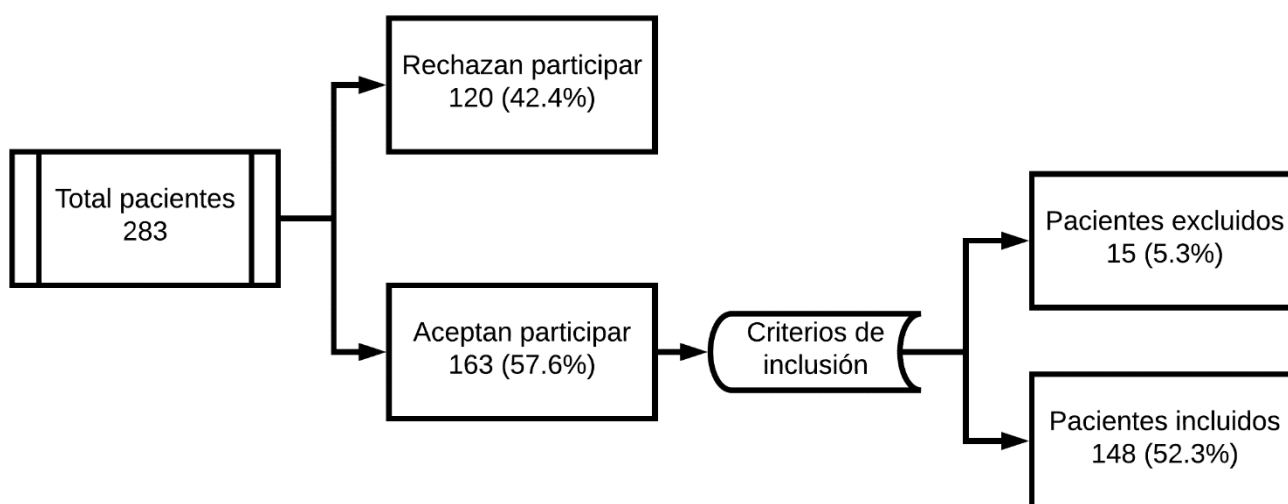 Total pacientes
283
Rechazan participar
120 (42.4%)
Aceptan participar
163 (57.6%)
Criterios de
inclusión
Pacientes excluidos
15 (5.3%)
Pacientes incluidos
148 (52.3%)